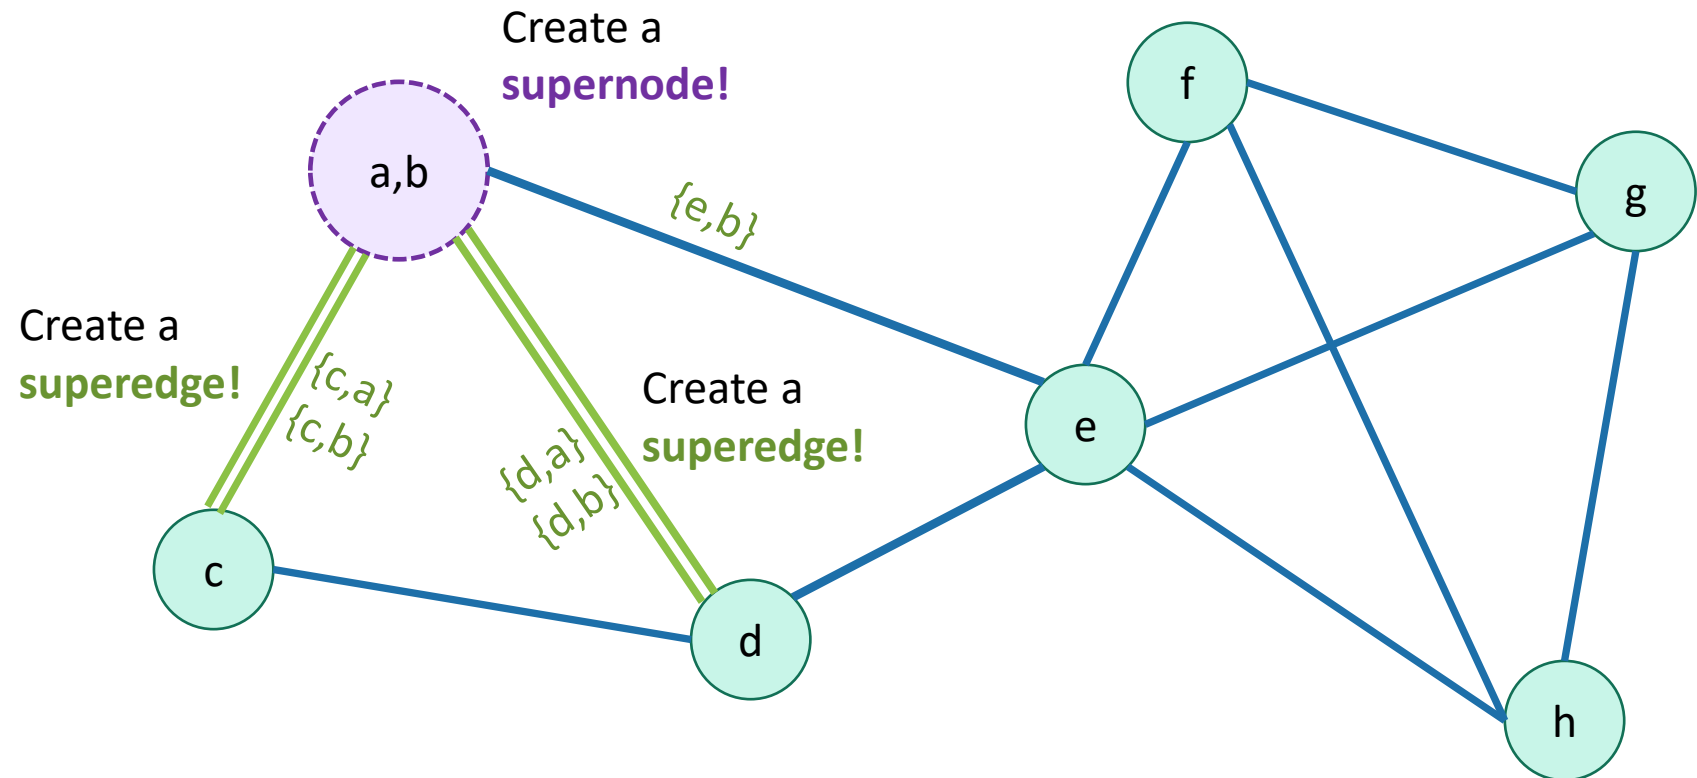 Create a
supernode!
f
a,b
g
{e,b}
Create a
superedge!
{c,a}
{c,b}
Create a
superedge!
{d,a}
{d,b}
e
c
d
h